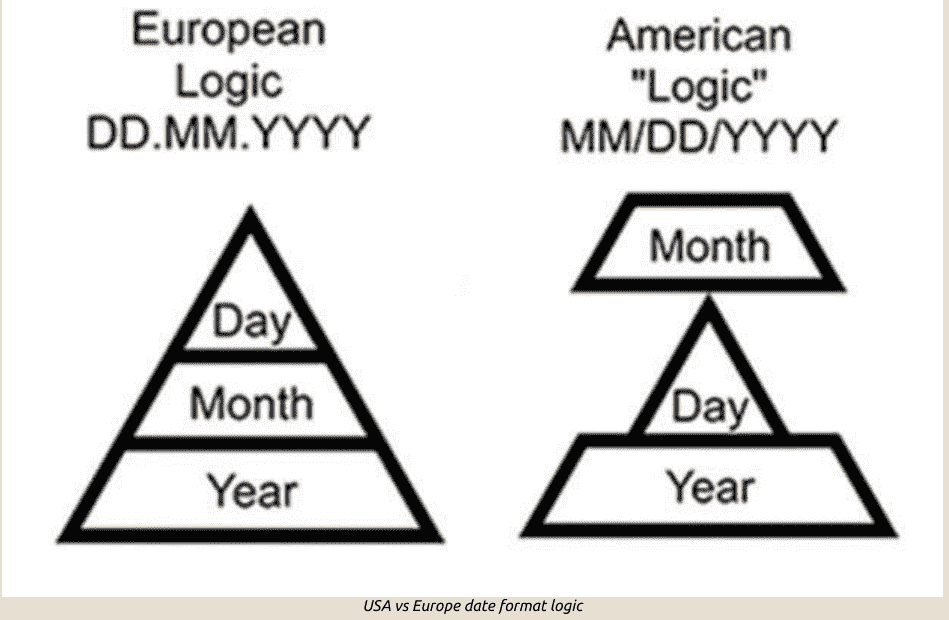 European
Logic
DD.MM.YYYY
Day
Month
Year
American
"Logic"
MM/DD/YYYY
Month
Day
Year
USA vs Europe date format logic